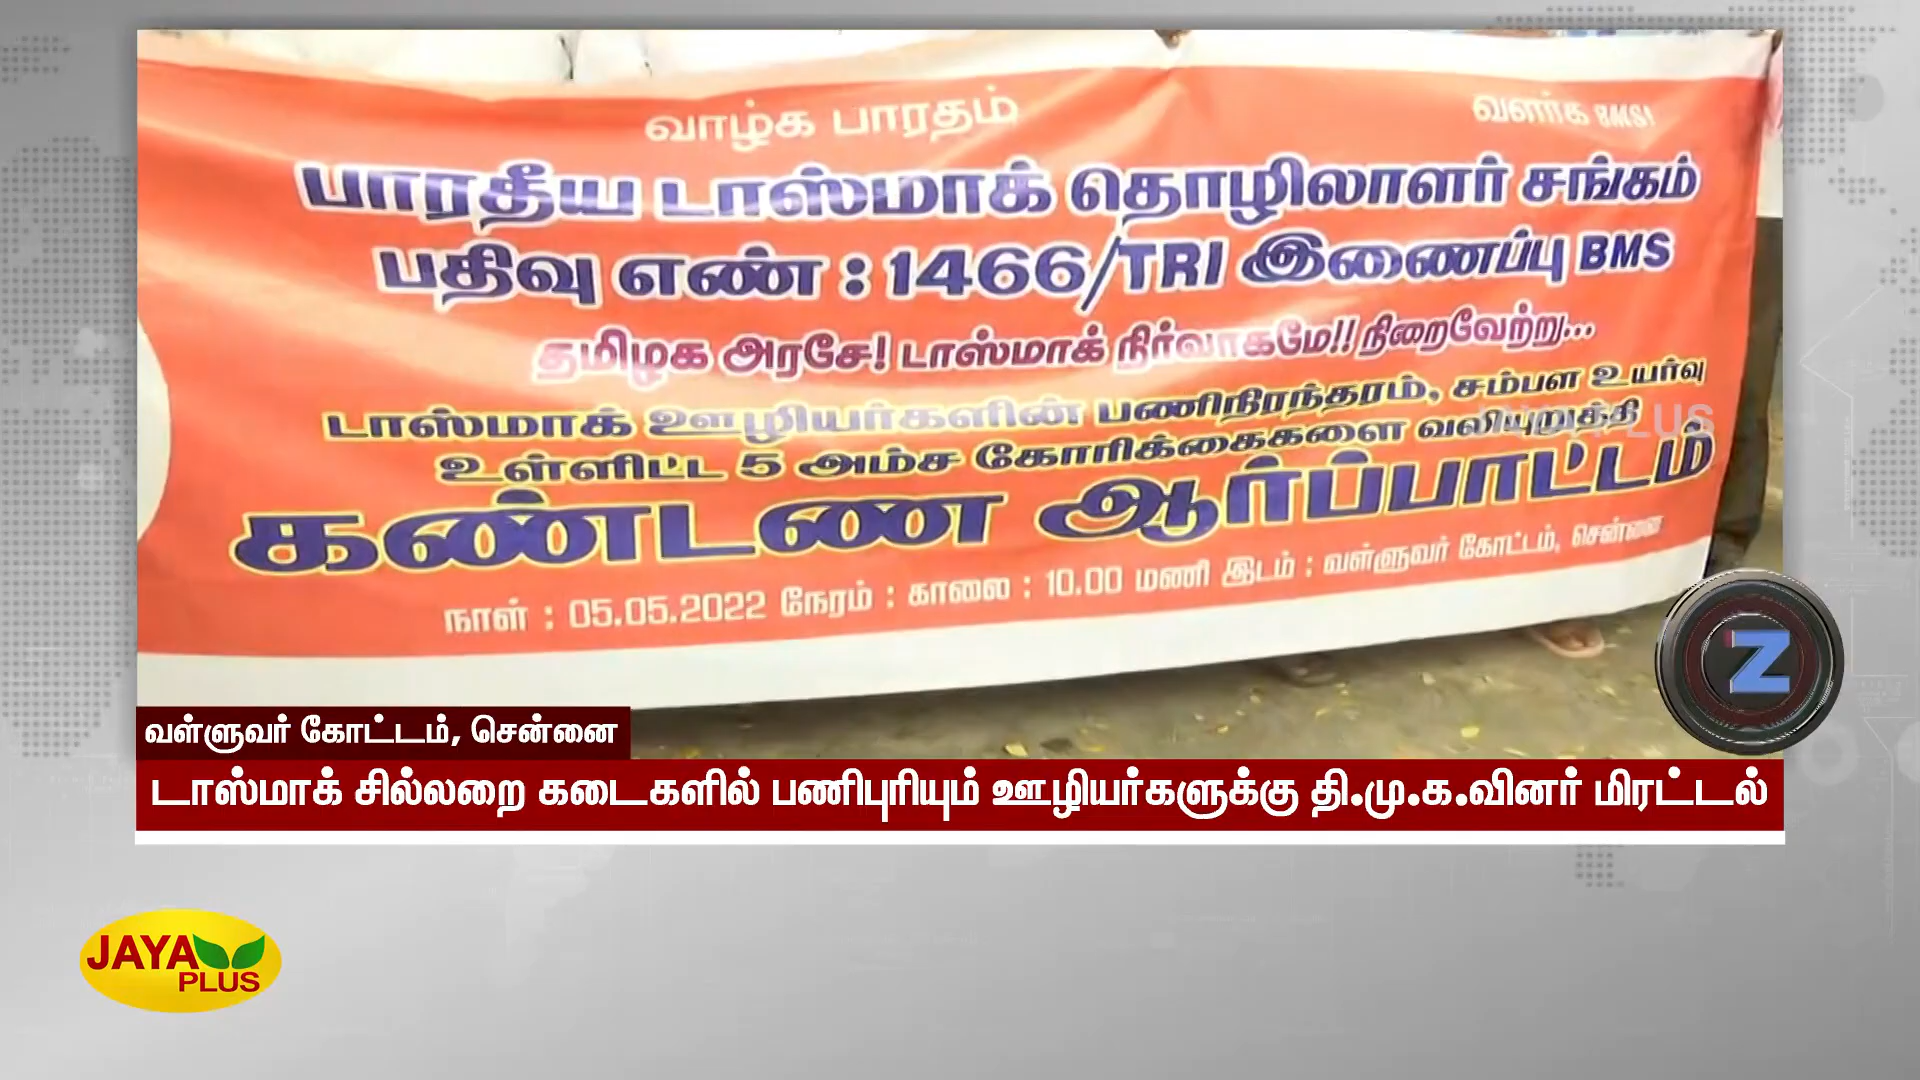 வாழ்க பாரதம் வளர்க BMS!
பாரதீய டாஸ்மாக் தொழிலாளர் சங்கம்
பதிவு எண் : 1466/TRI இணைப்பு BMS
தமிழக அரசே! டாஸ்மாக் நிர்வாகமே!! நிறைவேற்று...
டாஸ்மாக் ஊழியர்களின் பணிநிரந்தரம், சம்பள உயர்வு
உள்ளிட்ட 5 அம்ச கோரிக்கைகளை வலியுறுத்தி
கண்டண ஆர்ப்பாட்டம்
நாள் : 05.05.2022 நேரம் : காலை : 10.00 மணி இடம் : வள்ளுவர் கோட்டம், சென்னை
Z
வள்ளுவர் கோட்டம், சென்னை
டாஸ்மாக் சில்லறை கடைகளில் பணிபுரியும் ஊழியர்களுக்கு தி.மு.க.வினர் மிரட்டல்
JAYA
PLUS